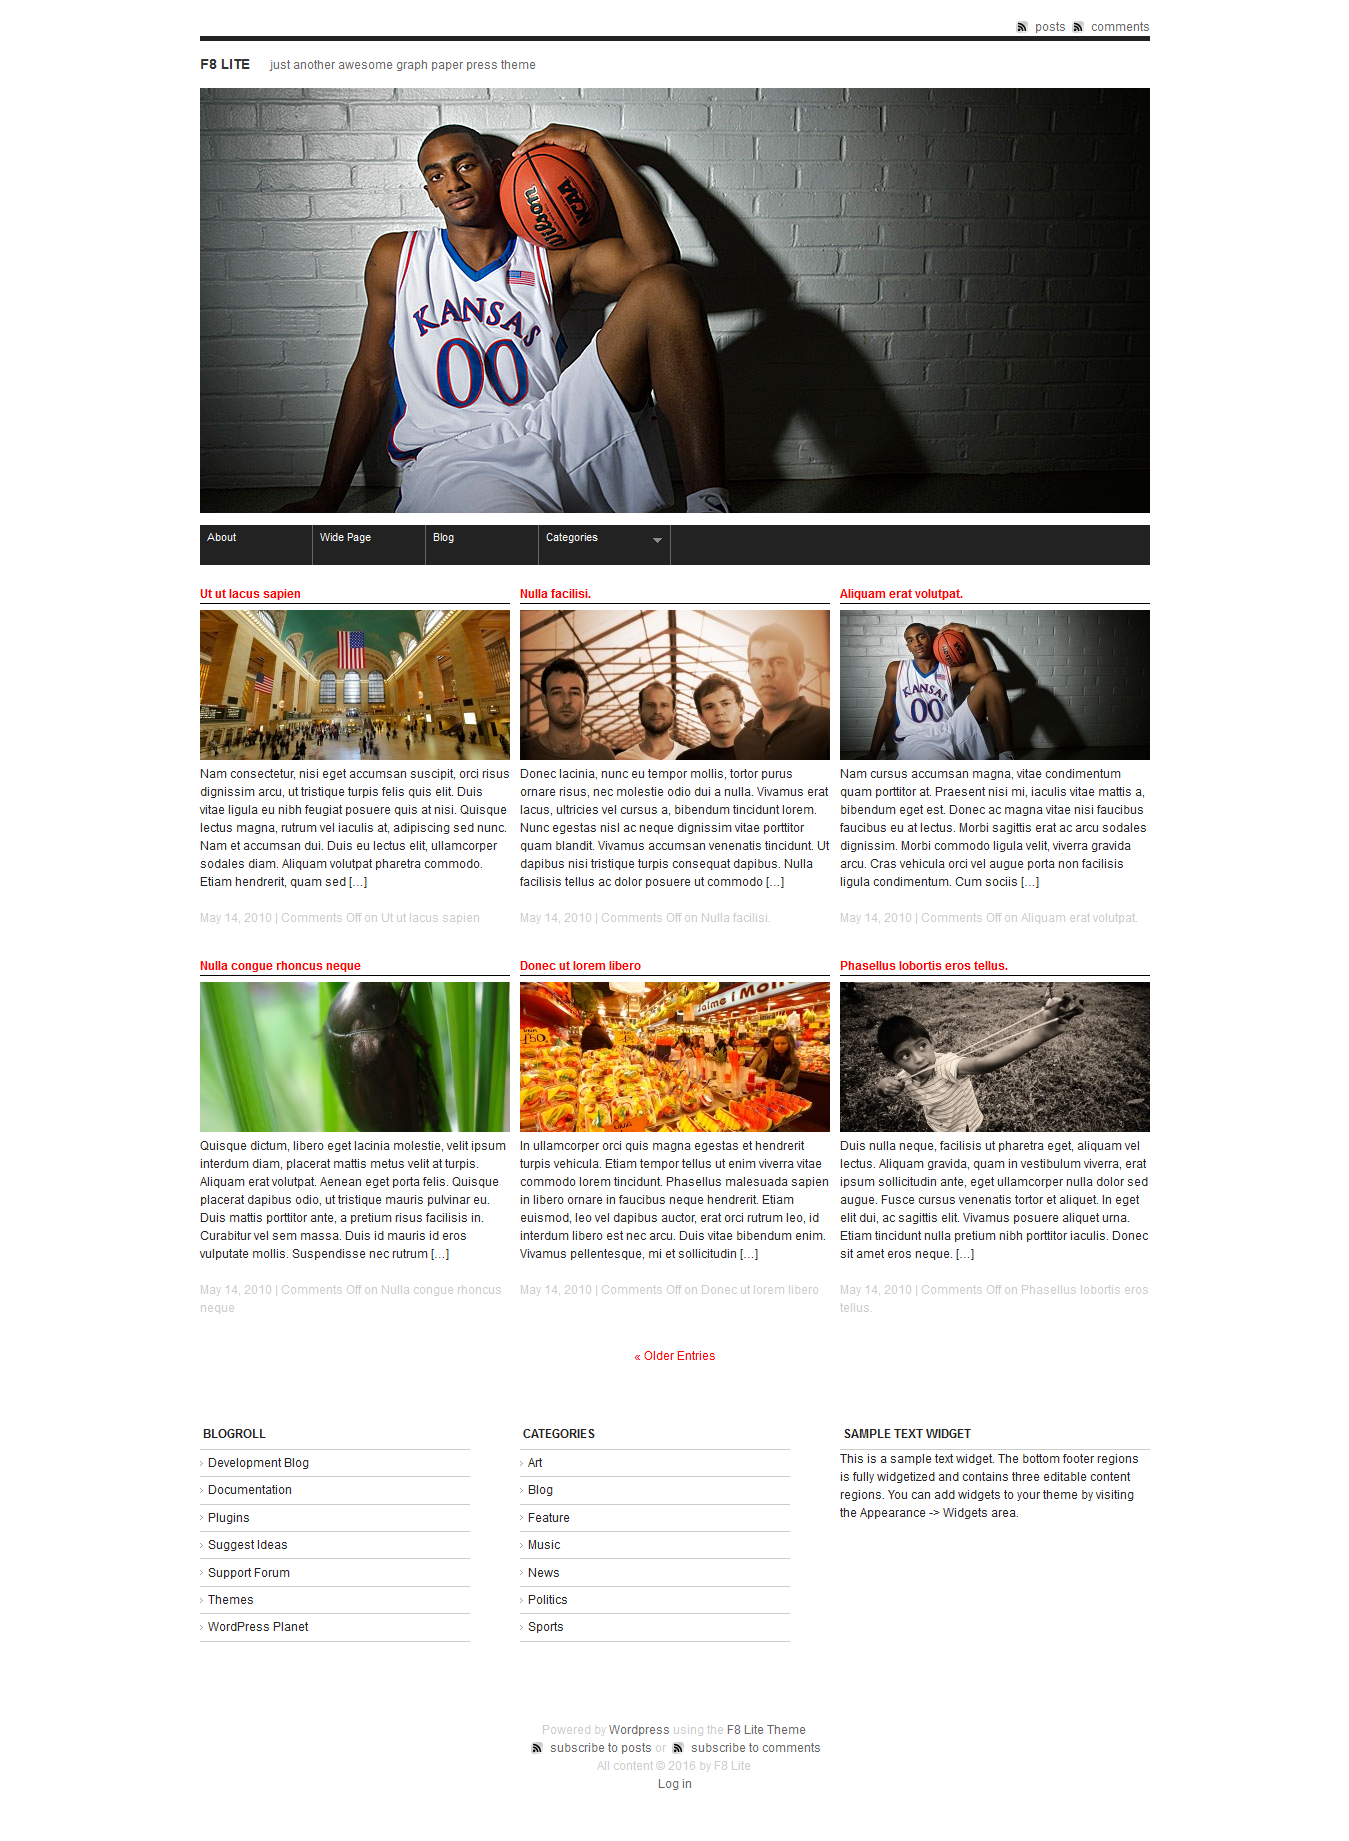 posts comments
F8 LITE just another awesome graph paper press theme
Wilson NCAA
KANSAS
00
About Wide Page Blog Categories
Ut ut lacus sapien
Nulla facilisi.
Aliquam erat volutpat.
KANSAS
00
Nam consectetur, nisi eget accumsan suscipit, orci risus
dignissim arcu, ut tristique turpis felis quis elit. Duis
vitae ligula eu nibh feugiat posuere quis at nisi. Quisque
lectus magna, rutrum vel iaculis at, adipiscing sed nunc.
Nam et accumsan dui. Duis eu lectus elit, ullamcorper
sodales diam. Aliquam volutpat pharetra commodo.
Etiam hendrerit, quam sed […]
May 14, 2010 | Comments Off on Ut ut lacus sapien
Donec lacinia, nunc eu tempor mollis, tortor purus
ornare risus, nec molestie odio dui a nulla. Vivamus erat
lacus, ultricies vel cursus a, bibendum tincidunt lorem.
Nunc egestas nisl ac neque dignissim vitae porttitor
quam blandit. Vivamus accumsan venenatis tincidunt. Ut
dapibus nisi tristique turpis consequat dapibus. Nulla
facilisis tellus ac dolor posuere ut commodo […]
May 14, 2010 | Comments Off on Nulla facilisi.
Nam cursus accumsan magna, vitae condimentum
quam porttitor at. Praesent nisi mi, iaculis vitae mattis a,
bibendum eget est. Donec ac magna vitae nisi faucibus
faucibus eu at lectus. Morbi sagittis erat ac arcu sodales
dignissim. Morbi commodo ligula velit, viverra gravida
arcu. Cras vehicula orci vel augue porta non facilisis
ligula condimentum. Cum sociis […]
May 14, 2010 | Comments Off on Aliquam erat volutpat.
Nulla congue rhoncus neque
Donec ut lorem libero
Phasellus lobortis eros tellus.
Quisque dictum, libero eget lacinia molestie, velit ipsum
interdum diam, placerat mattis metus velit at turpis.
Aliquam erat volutpat. Aenean eget porta felis. Quisque
placerat dapibus odio, ut tristique mauris pulvinar eu.
Duis mattis porttitor ante, a pretium risus facilisis in.
Curabitur vel sem massa. Duis id mauris id eros
vulputate mollis. Suspendisse nec rutrum […]
May 14, 2010 | Comments Off on Nulla congue rhoncus
neque
In ullamcorper orci quis magna egestas et hendrerit
turpis vehicula. Etiam tempor tellus ut enim viverra vitae
commodo lorem tincidunt. Phasellus malesuada sapien
in libero ornare in faucibus neque hendrerit. Etiam
euismod, leo vel dapibus auctor, erat orci rutrum leo, id
interdum libero est nec arcu. Duis vitae bibendum enim.
Vivamus pellentesque, mi et sollicitudin […]
May 14, 2010 | Comments Off on Donec ut lorem libero
Duis nulla neque, facilisis ut pharetra eget, aliquam vel
lectus. Aliquam gravida, quam in vestibulum viverra, erat
ipsum sollicitudin ante, eget ullamcorper nulla dolor sed
augue. Fusce cursus venenatis tortor et aliquet. In eget
elit dui, ac sagittis elit. Vivamus posuere aliquet urna.
Etiam tincidunt nulla pretium nibh porttitor iaculis. Donec
sit amet eros neque. […]
May 14, 2010 | Comments Off on Phasellus lobortis eros
tellus.
« Older Entries
BLOGROLL
Development Blog
Documentation
Plugins
Suggest Ideas
Support Forum
Themes
WordPress Planet
CATEGORIES
Art
Blog
Feature
Music
News
Politics
Sports
SAMPLE TEXT WIDGET
This is a sample text widget. The bottom footer regions
is fully widgetized and contains three editable content
regions. You can add widgets to your theme by visiting
the Appearance -> Widgets area.
Powered by Wordpress using the F8 Lite Theme
subscribe to posts or subscribe to comments
All content © 2016 by F8 Lite
Log in